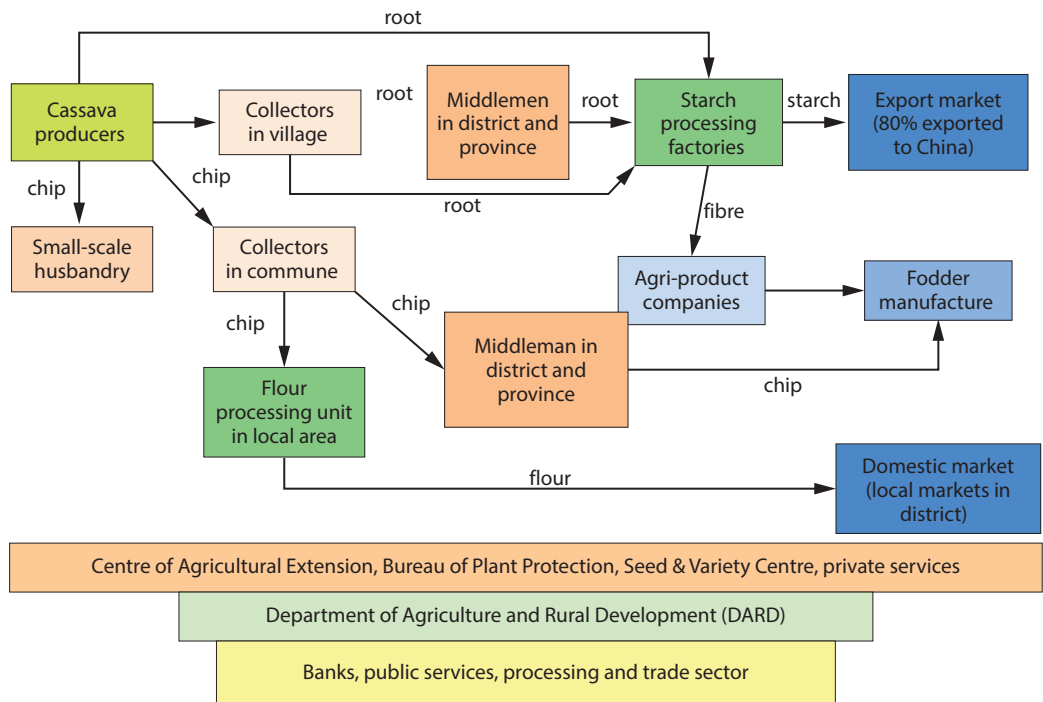 root
Cassava
producers
Collectors
in village
root
Middlemen
in district and
province
root
Starch
processing
factories
starch
Export market
(80% exported
to China)
chip
chip
root
fibre
Small-scale
husbandry
Collectors
in commune
Agri-product
companies
Fodder
manufacture
chip
chip
Middleman in
district and
province
chip
Flour
processing unit
in local area
flour
Domestic market
(local markets in
district)
Centre of Agricultural Extension, Bureau of Plant Protection, Seed & Variety Centre, private services
Department of Agriculture and Rural Development (DARD)
Banks, public services, processing and trade sector